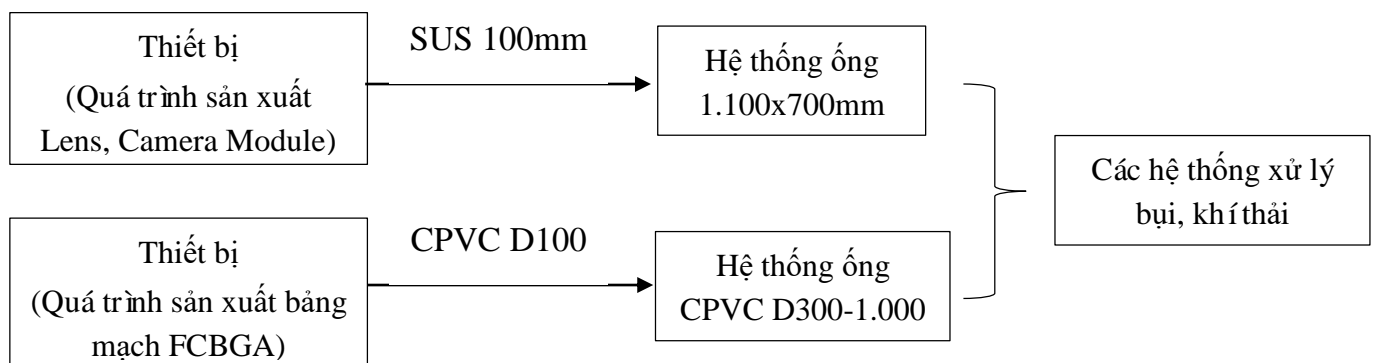 Thiết bị
(Quá trình sản xuất
Lens, Camera Module)
SUS 100mm
Hệ thống ống
1.100x700mm
Thiết bị
(Quá trình sản xuất bảng
mạch FCBGA)
CPVC D100
Hệ thống ống
CPVC D300-1.000
Các hệ thống xử lý
bụi, khí thải